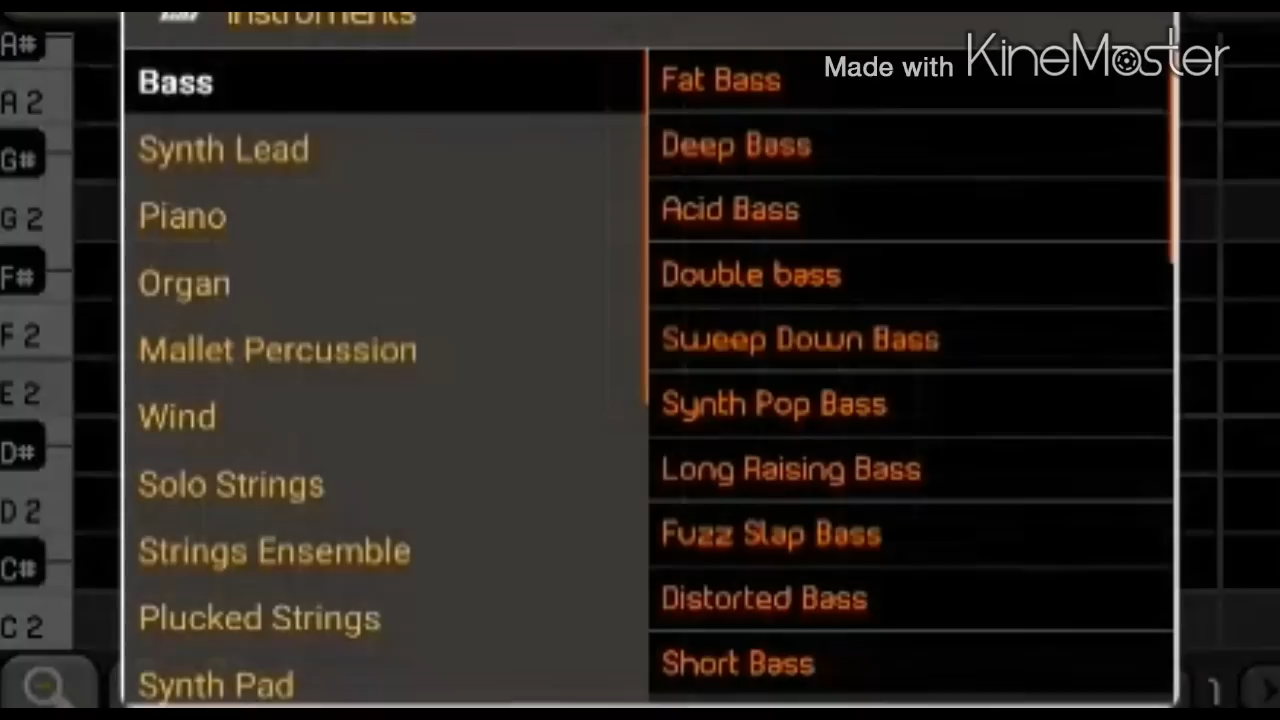 Instruments
Made with KineMaster
Bass
Synth Lead
Piano
Organ
Mallet Percussion
Wind
Solo Strings
Strings Ensemble
Plucked Strings
Synth Pad
Fat Bass
Deep Bass
Acid Bass
Double bass
Sweep Down Bass
Synth Pop Bass
Long Raising Bass
Fuzz Slap Bass
Distorted Bass
Short Bass
A#
A 2
G#
G 2
F#
F 2
E 2
D#
D 2
C#
C 2
1